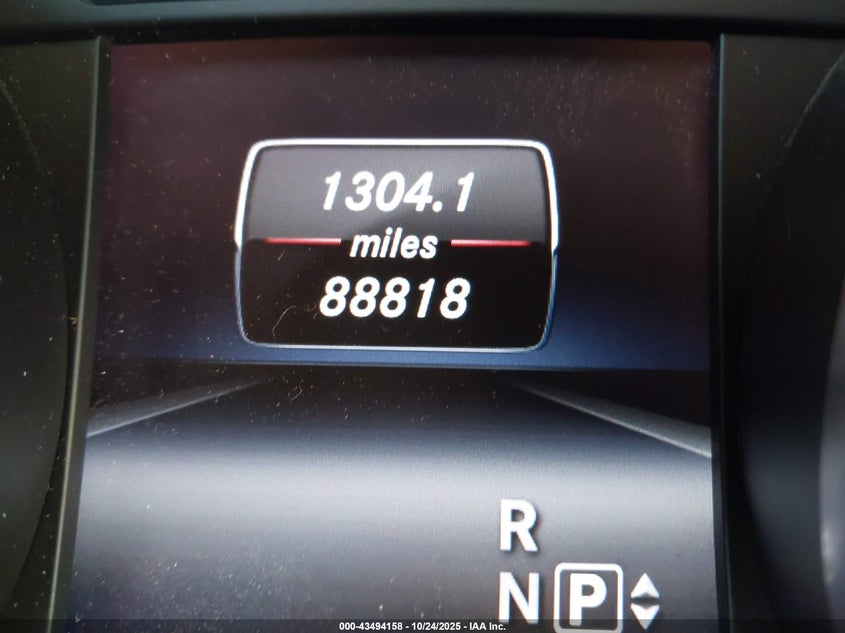 1304.1
miles
88818
R
N P
000-43494158 - 10/24/2025 - IAA Inc.